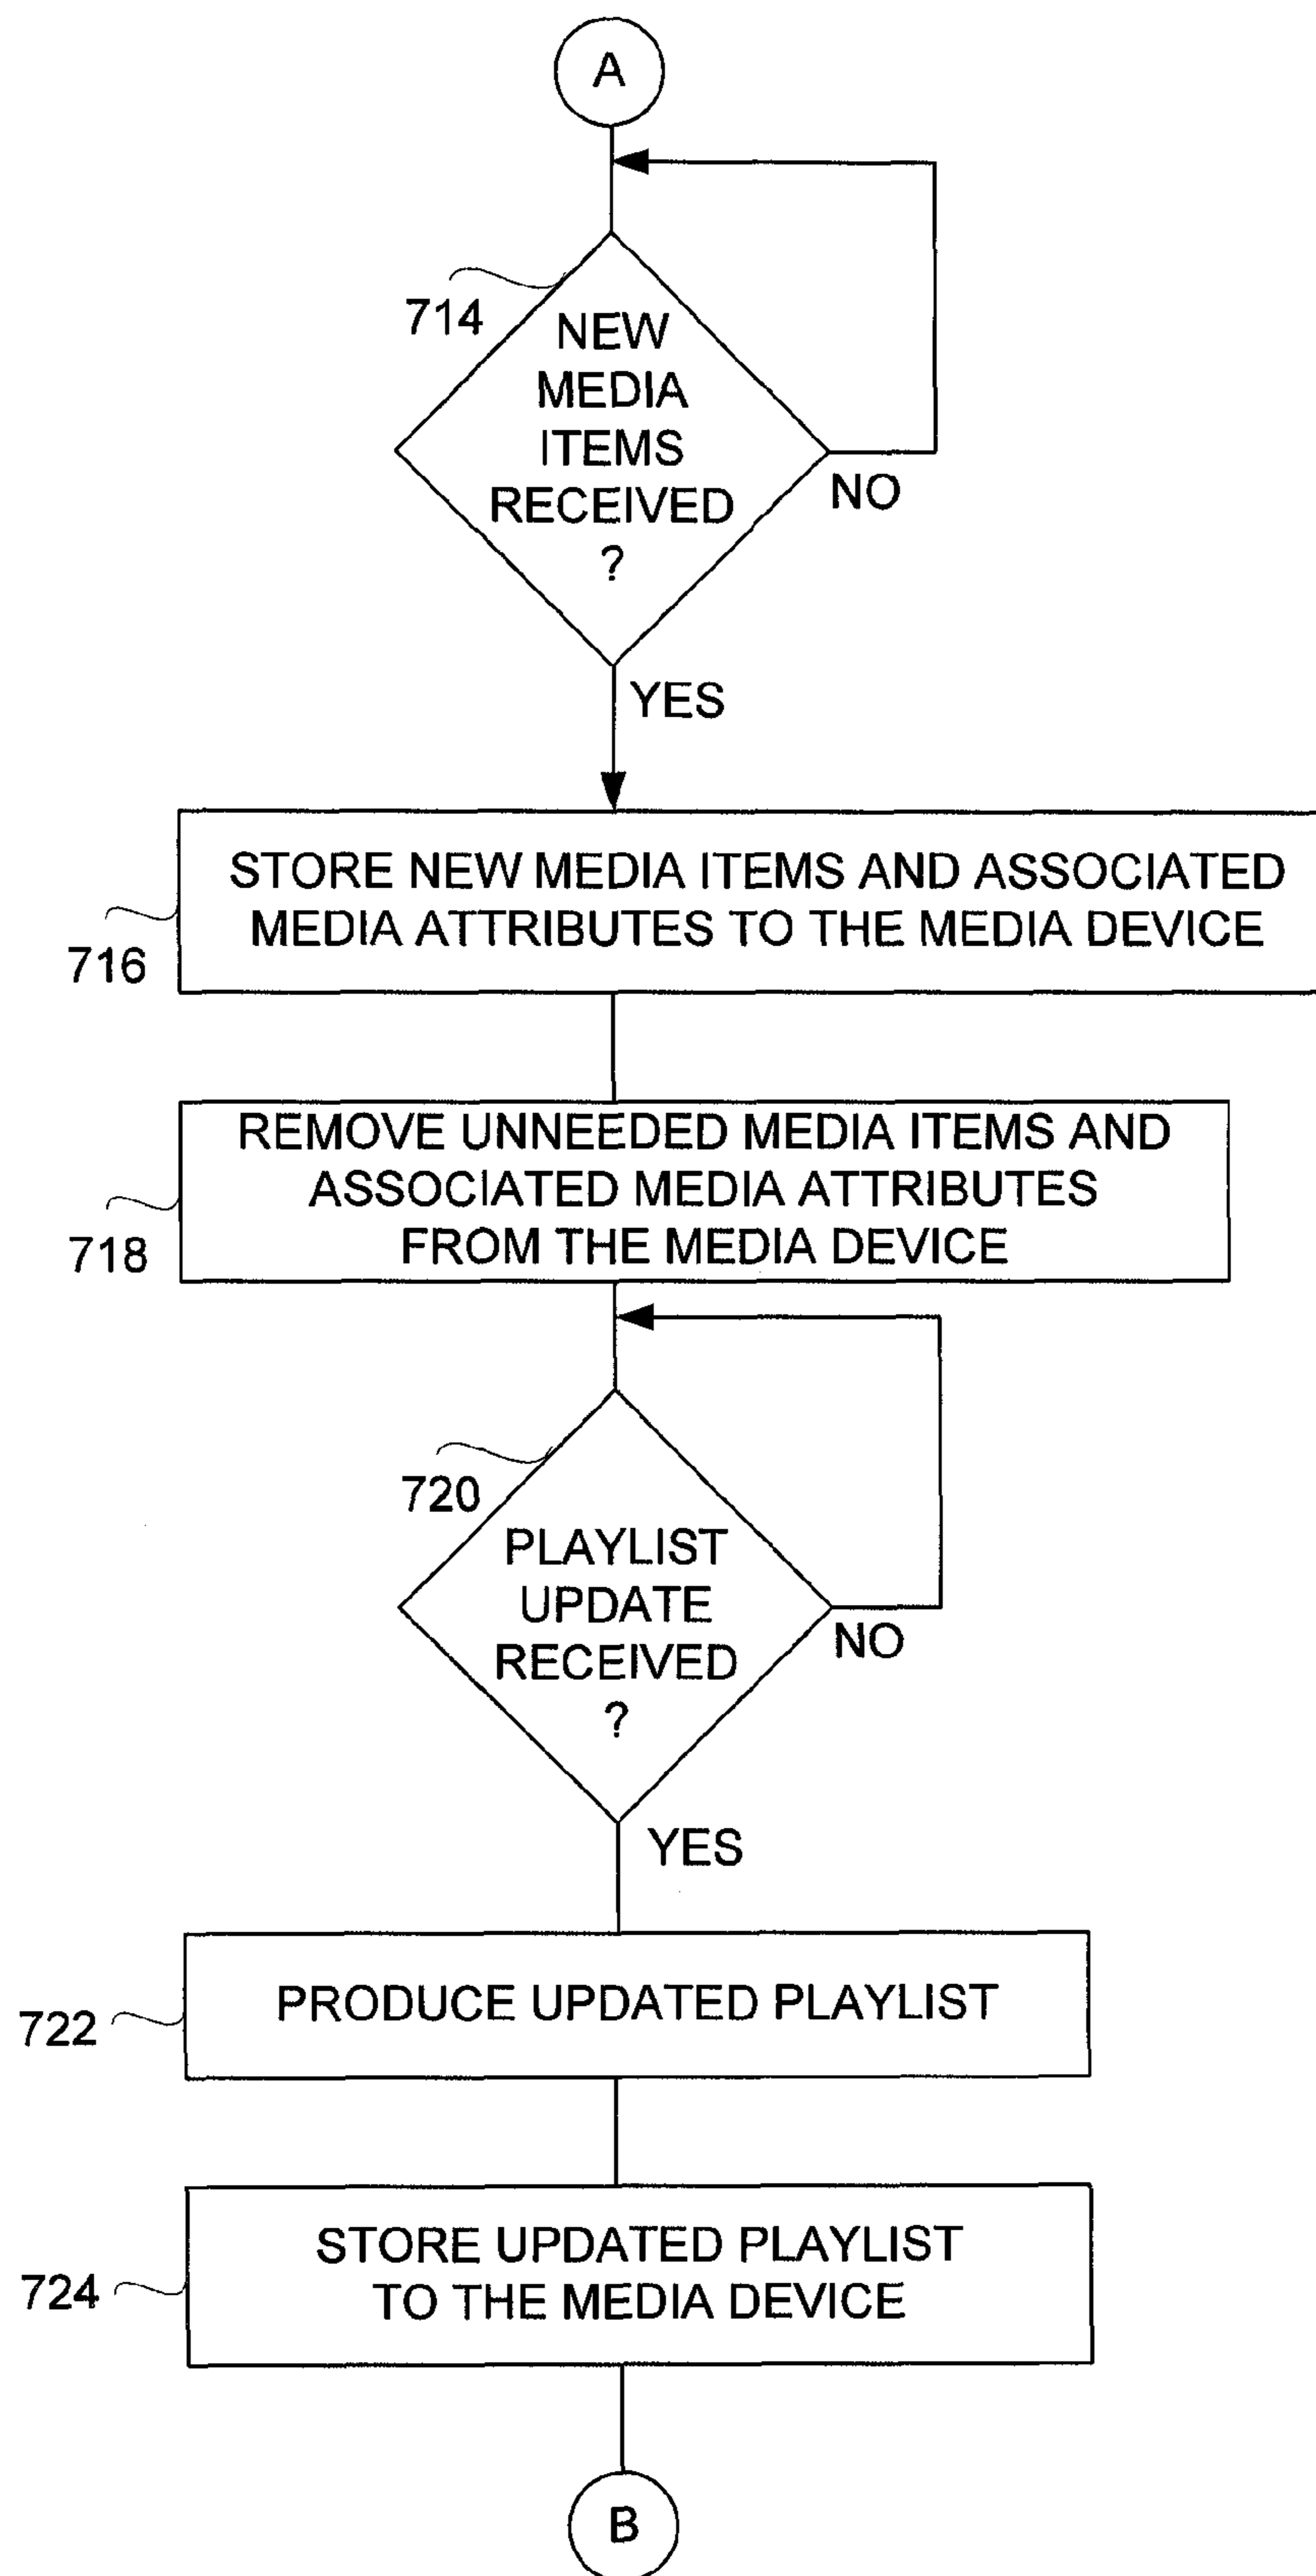 A
714
NEW
MEDIA
ITEMS
RECEIVED
?
NO
YES
STORE NEW MEDIA ITEMS AND ASSOCIATED
MEDIA ATTRIBUTES TO THE MEDIA DEVICE
716
REMOVE UNNEEDED MEDIA ITEMS AND
ASSOCIATED MEDIA ATTRIBUTES
FROM THE MEDIA DEVICE
718
720
PLAYLIST
UPDATE
RECEIVED
?
NO
YES
PRODUCE UPDATED PLAYLIST
722
STORE UPDATED PLAYLIST
TO THE MEDIA DEVICE
724
B